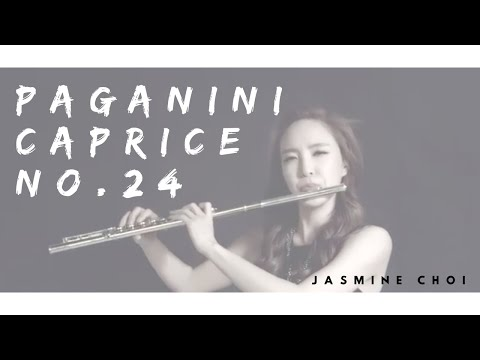 PAGANINI
CAPRICE
NO.24
JASMINE CHOI